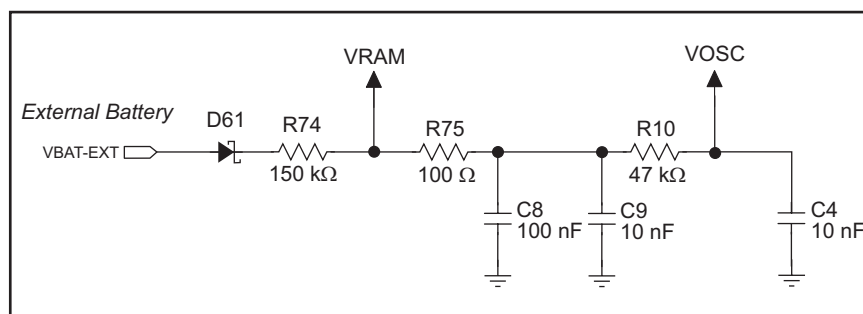 VRAM
VOSC
External Battery
D61
R74
R75
R10
VBAT-EXT
150 kΩ
100 Ω
47 kΩ
C8
100 nF
C9
10 nF
C4
10 nF